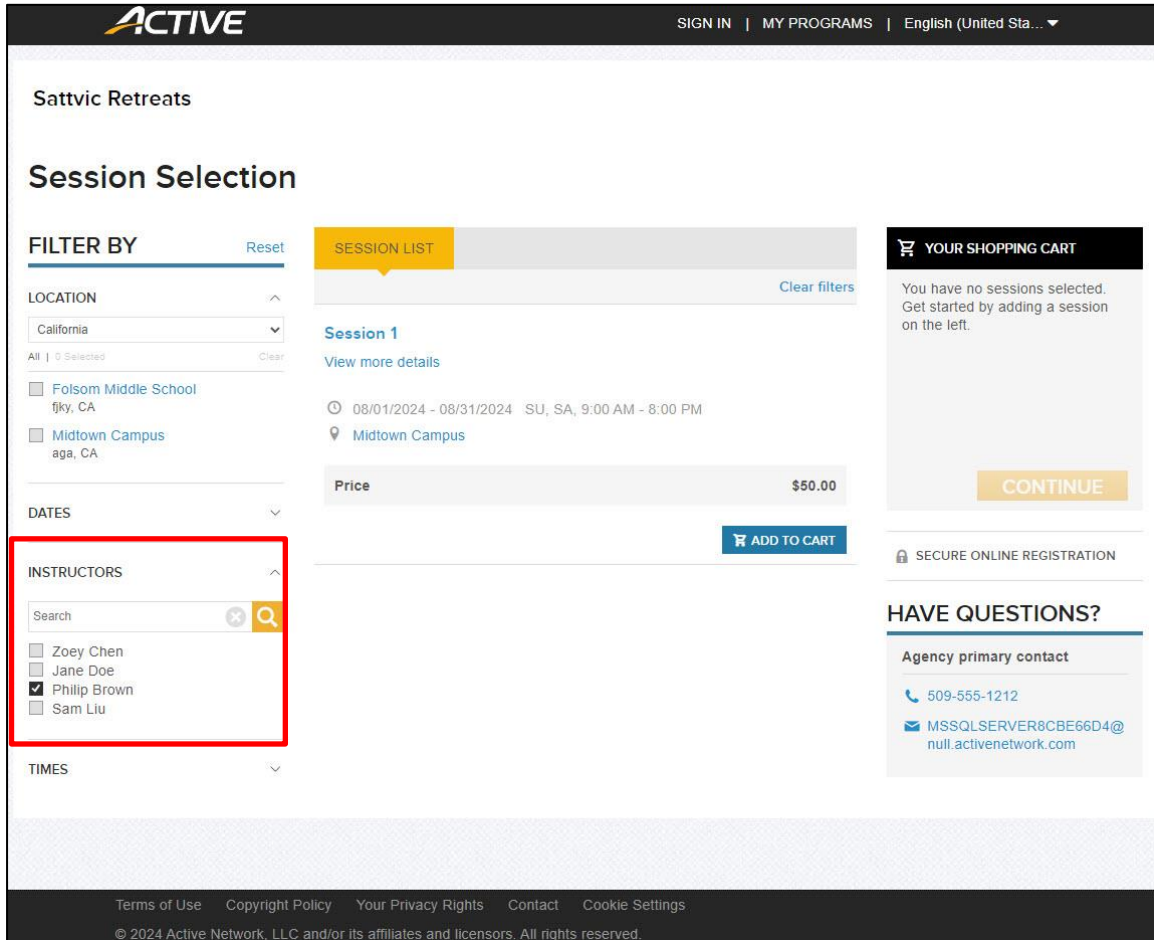 ACTIVE
SIGN IN | MY PROGRAMS | English (United Sta...
Sattvic Retreats
Session Selection
FILTER BY Reset
LOCATION
California
All | 0 Selected Clear
Folsom Middle School
fjky, CA
Midtown Campus
aga, CA
DATES
INSTRUCTORS
Search
Zoey Chen
Jane Doe
Philip Brown
Sam Liu
TIMES
SESSION LIST
Clear filters
Session 1
View more details
08/01/2024 - 08/31/2024 SU, SA, 9:00 AM - 8:00 PM
Midtown Campus
Price $50.00
ADD TO CART
YOUR SHOPPING CART
You have no sessions selected.
Get started by adding a session
on the left.
CONTINUE
SECURE ONLINE REGISTRATION
HAVE QUESTIONS?
Agency primary contact
509-555-1212
MSSQLSERVER8CBE66D4@
null.activenetwork.com
Terms of Use Copyright Policy Your Privacy Rights Contact Cookie Settings
© 2024 Active Network, LLC and/or its affiliates and licensors. All rights reserved.